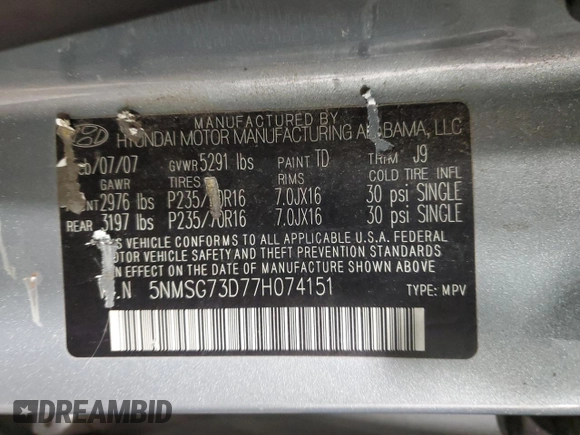 MANUFACTURED BY
HYUNDAI MOTOR MANUFACTURING ALABAMA, LLC
eb/07/07 GVWR 5291 lbs PAINT TD TRIM J9
GAWR TIRES RIMS COLD TIRE INFL
NT 2976 lbs P235/70R16 7.0JX16 30 psi SINGLE
REAR 3197 lbs P235/70R16 7.0JX16 30 psi SINGLE
S VEHICLE CONFORMS TO ALL APPLICABLE U.S.A. FEDERAL
MOTOR VEHICLE SAFETY AND THEFT PREVENTION STANDARDS
IN EFFECT ON THE DATE OF MANUFACTURE SHOWN ABOVE
.N 5NMSG73D77H074151 TYPE: MPV
DREAMBID